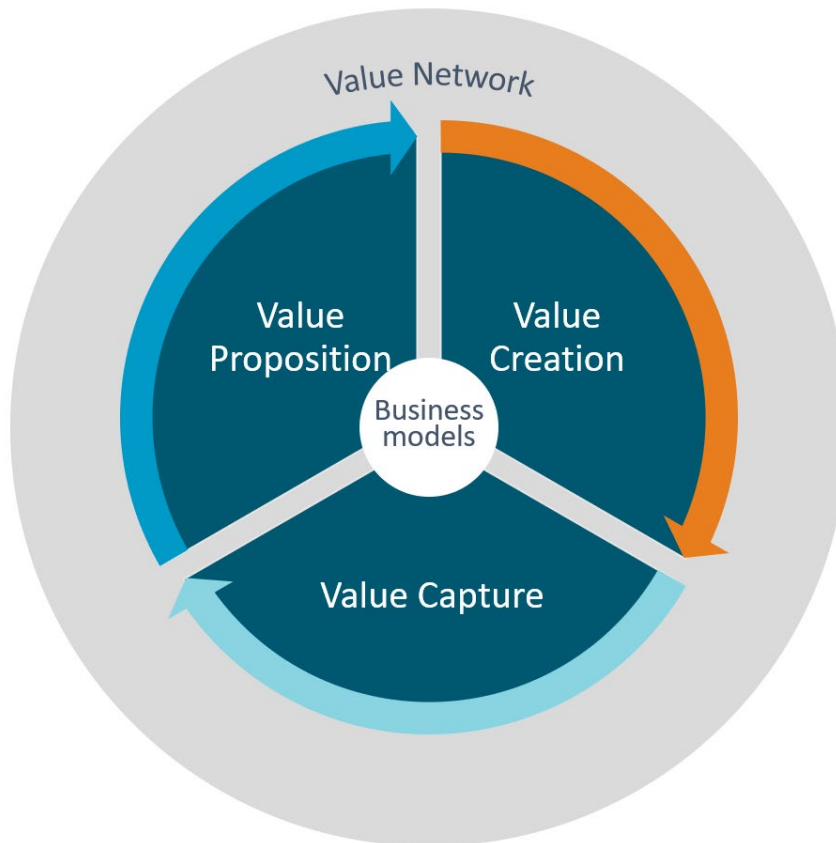 Value Network
Value
Proposition
Value
Creation
Business
models
Value Capture